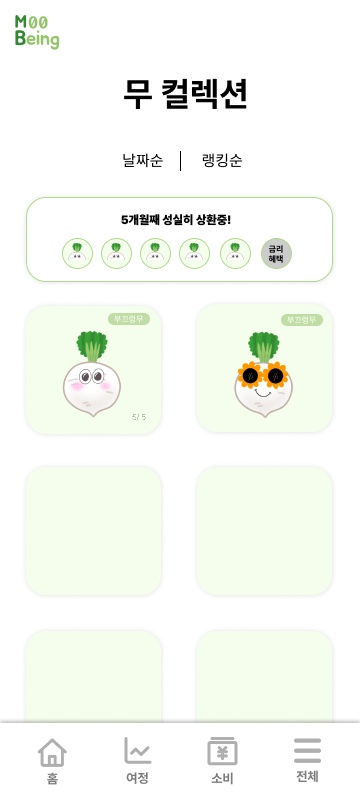 M00
Being
무 컬렉션
날짜순
랭킹순
5개월째 성실히 상환중!
금리
혜택
부끄렁무
부끄렁무
5/ 5
홈
여정
소비
전체